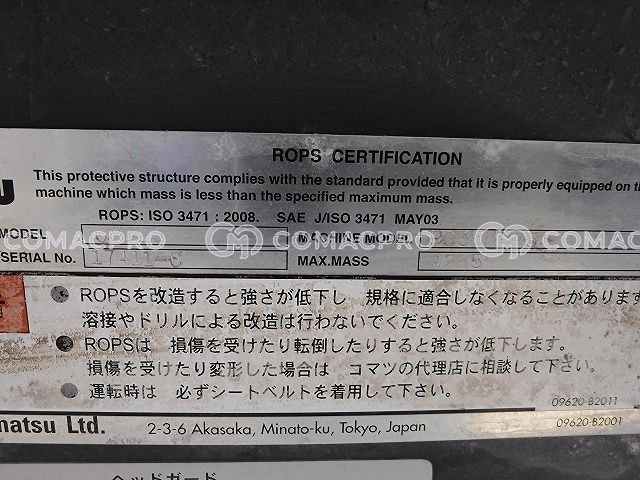 ROPS CERTIFICATION
U This protective structure complies with the standard provided that it is properly equipped on th
machine which mass is less than the specified maximum mass.
ROPS: ISO 3471 : 2008. SAE J/ISO 3471 MAY03
MODEL MACHINE MODEL
COMACPRO COMACPRO COMACPRO
SERIAL No. MAX.MASS
● ROPSを改造すると強さが低下し 規格に適合しなくなることがあります
溶接やドリルによる改造は行わないでください。
● ROPSは 損傷を受けたり転倒したりすると強さが低下します。
損傷を受けたり変形した場合は コマツの代理店に相談して下さい。
● 運転時は 必ずシートベルトを着用して下さい。
09620-B2011
matsu Ltd. 2-3-6 Akasaka, Minato-ku, Tokyo, Japan 09620-B2001
ヘッドガード